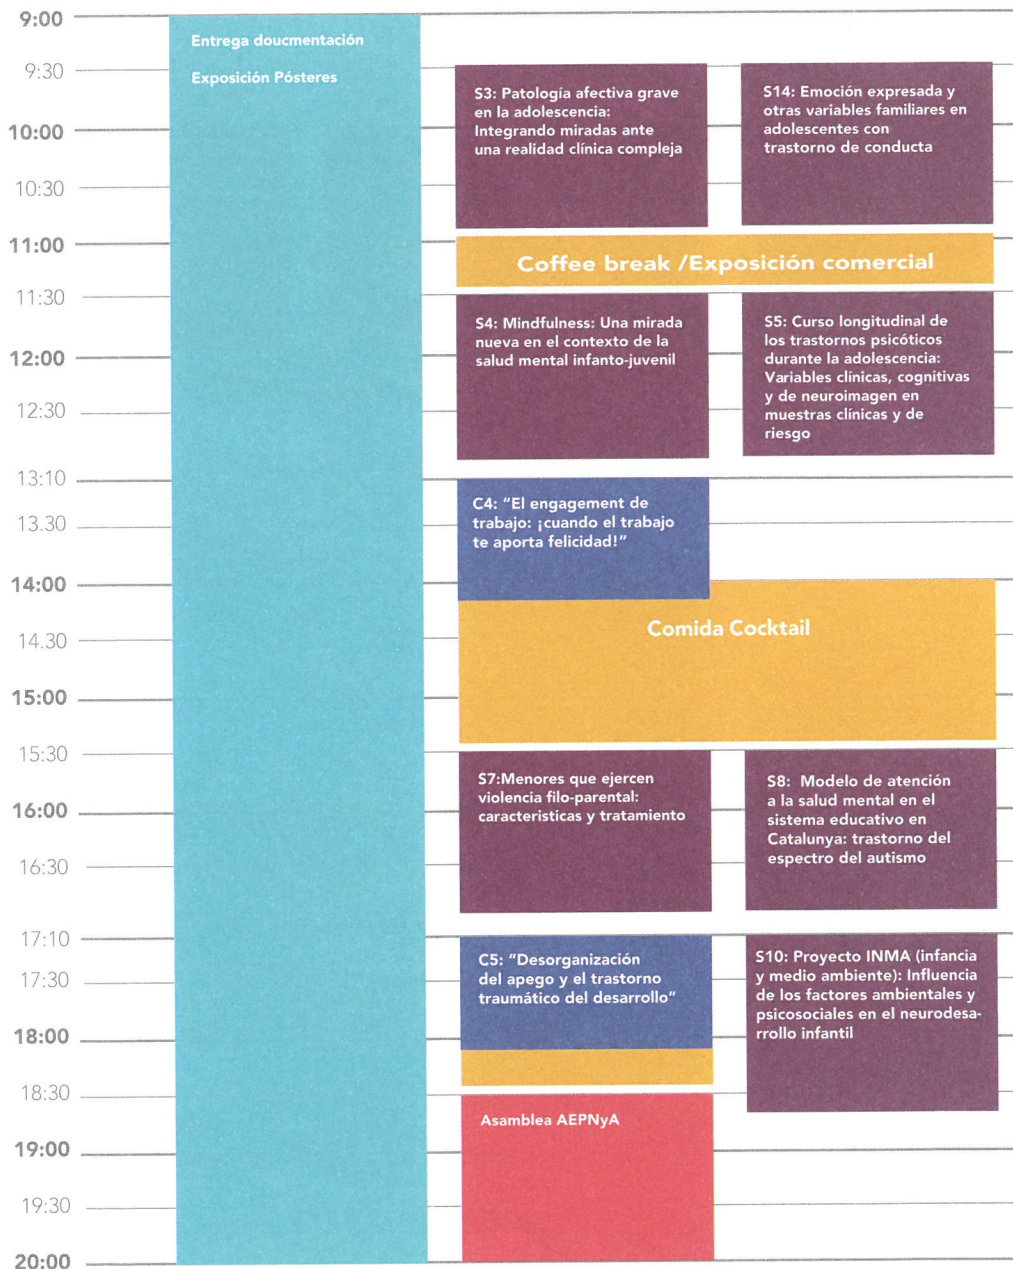 9:00
Entrega doucmentación
9:30
Exposición Pósteres
S3: Patología afectiva grave
en la adolescencia:
Integrando miradas ante
una realidad clínica compleja
S14: Emoción expresada y
otras variables familiares en
adolescentes con
trastorno de conducta
10:00
10:30
11:00
Coffee break /Exposición comercial
11:30
S4: Mindfulness: Una mirada
nueva en el contexto de la
salud mental infanto-juvenil
S5: Curso longitudinal de
los trastornos psicóticos
durante la adolescencia:
Variables clínicas, cognitivas
y de neuroimagen en
muestras clínicas y de
riesgo
12:00
12:30
13:10
C4: “El engagement de
trabajo: ¡cuando el trabajo
te aporta felicidad!”
13.30
14:00
Comida Cocktail
14.30
15:00
15:30
S7:Menores que ejercen
violencia filo-parental:
caracteristicas y tratamiento
S8: Modelo de atención
a la salud mental en el
sistema educativo en
Catalunya: trastorno del
espectro del autismo
16:00
16:30
17:10
C5: “Desorganización
del apego y el trastorno
traumático del desarrollo”
S10: Proyecto INMA (infancia
y medio ambiente): Influencia
de los factores ambientales y
psicosociales en el neurodesa-
rrollo infantil
17:30
18:00
18:30
Asamblea AEPNyA
19:00
19:30
20:00